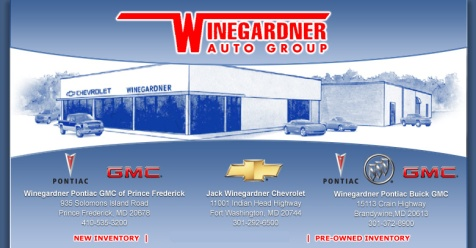 WINEGARDNER
AUTO GROUP
CHEVROLET WINEGARDNER
PONTIAC GMC
Winegardner Pontiac GMC of Prince Frederick
935 Solomons Island Road
Prince Frederick, MD 20678
410-535-3200
Jack Winegardner Chevrolet
11001 Indian Head Highway
Fort Washington, MD 20744
301-292-6500
PONTIAC GMC
Winegardner Pontiac Buick GMC
15113 Crain Highway
Brandywine, MD 20613
301-372-8900
NEW INVENTORY |
| PRE-OWNED INVENTORY